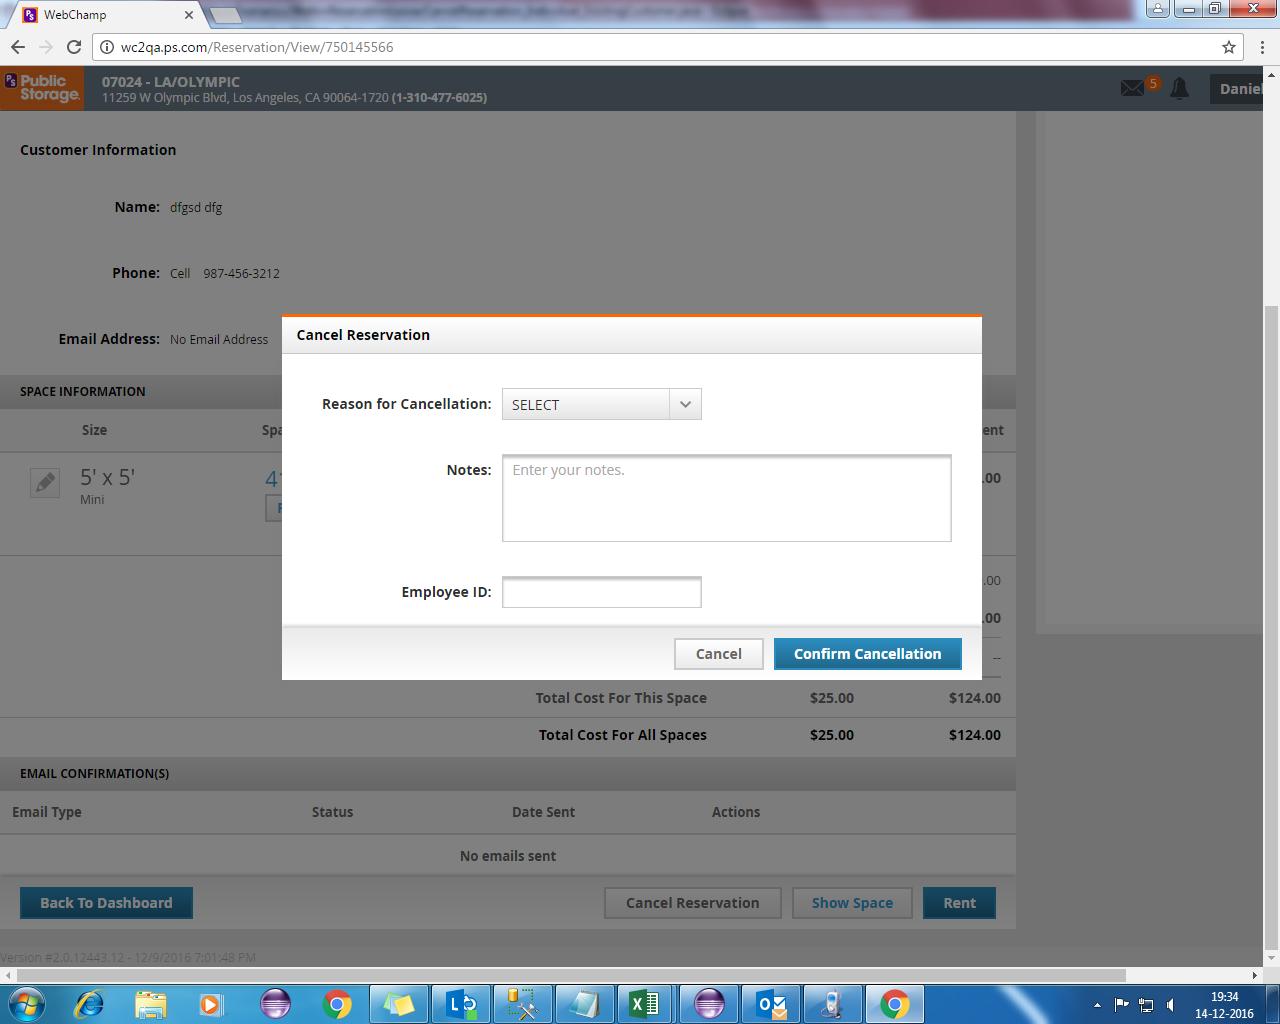 WebChamp
wc2qa.ps.com/Reservation/View/750145566
Public Storage.
07024 - LA/OLYMPIC
11259 W Olympic Blvd, Los Angeles, CA 90064-1720 (1-310-477-6025)
5
Daniel
Customer Information
Name: dfgsd dfg
Phone: Cell 987-456-3212
Email Address: No Email Address
Cancel Reservation
Reason for Cancellation: SELECT
Notes: Enter your notes.
Employee ID:
Cancel Confirm Cancellation
SPACE INFORMATION
Size
5' x 5'
Mini
.00
.00
.00
--
Total Cost For This Space $25.00 $124.00
Total Cost For All Spaces $25.00 $124.00
EMAIL CONFIRMATION(S)
Email Type Status Date Sent Actions
No emails sent
Back To Dashboard Cancel Reservation Show Space Rent
Version #2.0.12443.12 - 12/9/2016 7:01:48 PM
19:34
14-12-2016